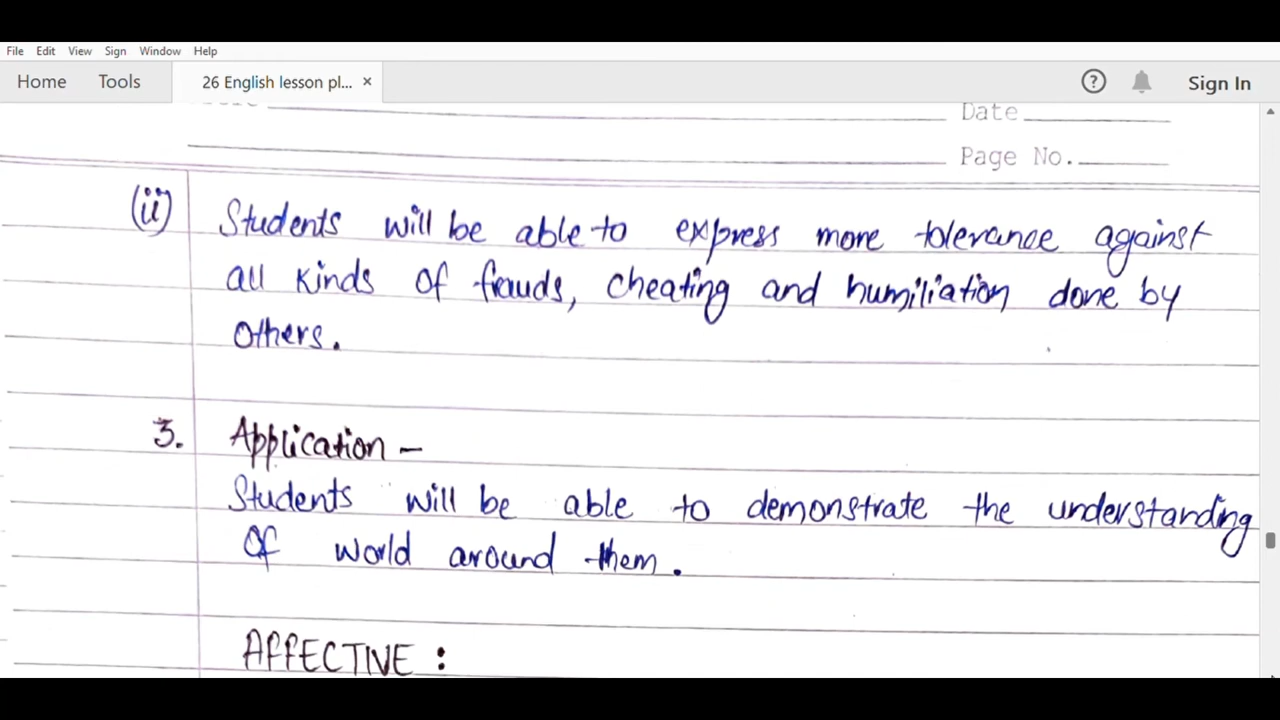 File Edit View Sign Window Help
Home Tools 26 English lesson pl... × Sign In
Date
Page No.
(ii) Students will be able to express more tolerance against
all kinds of frauds, cheating and humiliation done by
others.
3. Application –
Students will be able to demonstrate the understanding
of world around them.
AFFECTIVE :